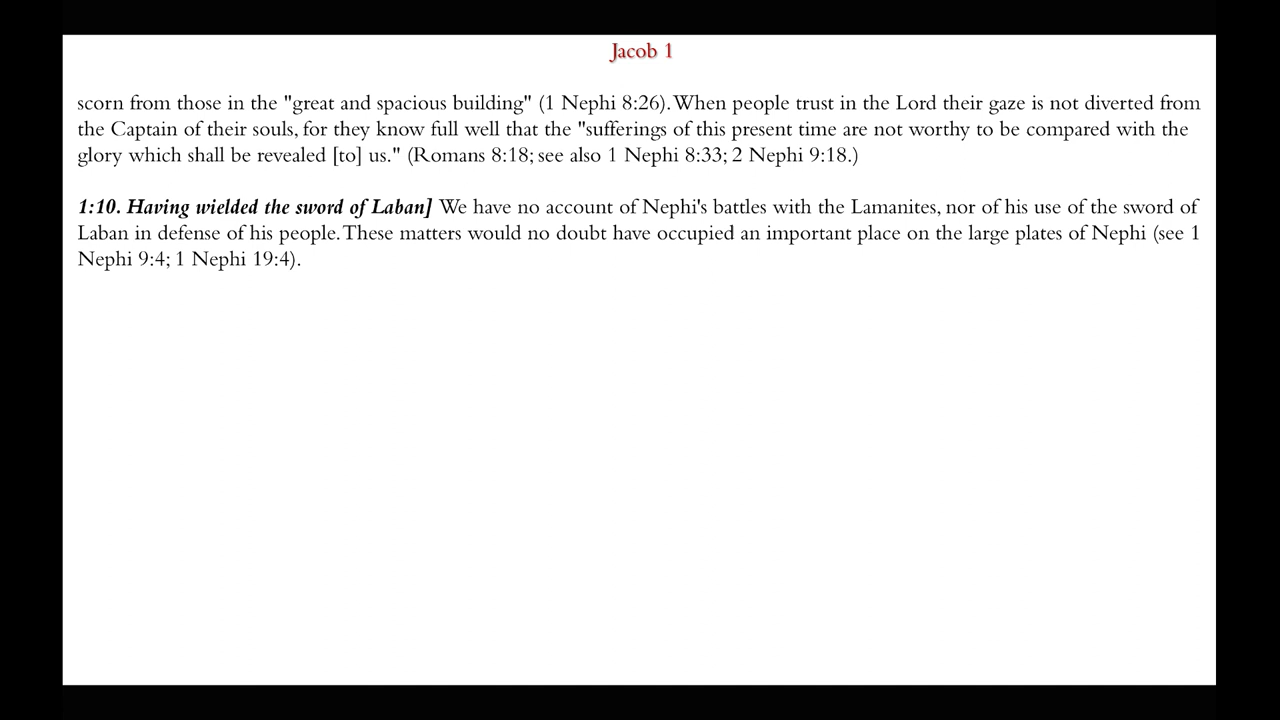 Jacob 1
scorn from those in the "great and spacious building" (1 Nephi 8:26). When people trust in the Lord their gaze is not diverted from
the Captain of their souls, for they know full well that the "sufferings of this present time are not worthy to be compared with the
glory which shall be revealed [to] us." (Romans 8:18; see also 1 Nephi 8:33; 2 Nephi 9:18.)
1:10. Having wielded the sword of Laban] We have no account of Nephi's battles with the Lamanites, nor of his use of the sword of
Laban in defense of his people. These matters would no doubt have occupied an important place on the large plates of Nephi (see 1
Nephi 9:4; 1 Nephi 19:4).